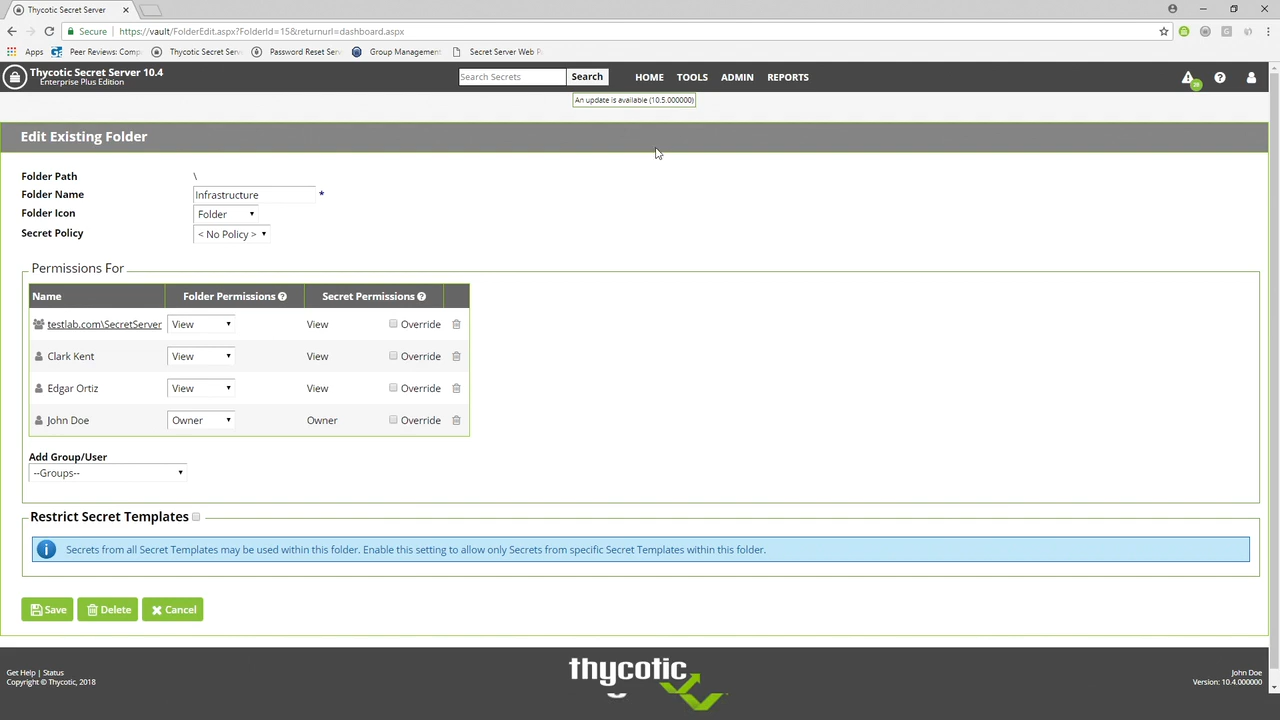 Thycotic Secret Server
Secure | https://vault/FolderEdit.aspx?FolderId=15&returnurl=dashboard.aspx
Apps Peer Reviews: Comp Thycotic Secret Serv Password Reset Serv Group Management Secret Server Web P
Thycotic Secret Server 10.4
Enterprise Plus Edition
Search Secrets Search HOME TOOLS ADMIN REPORTS
An update is available (10.5.000000)
Edit Existing Folder
Folder Path \
Folder Name Infrastructure *
Folder Icon Folder
Secret Policy < No Policy >
Permissions For
Name Folder Permissions Secret Permissions
testlab.com\SecretServer View View Override
Clark Kent View View Override
Edgar Ortiz View View Override
John Doe Owner Owner Override
Add Group/User
--Groups--
Restrict Secret Templates
Secrets from all Secret Templates may be used within this folder. Enable this setting to allow only Secrets from specific Secret Templates within this folder.
Save Delete Cancel
Get Help | Status
Copyright © Thycotic, 2018
thycotic
John Doe
Version: 10.4.000000